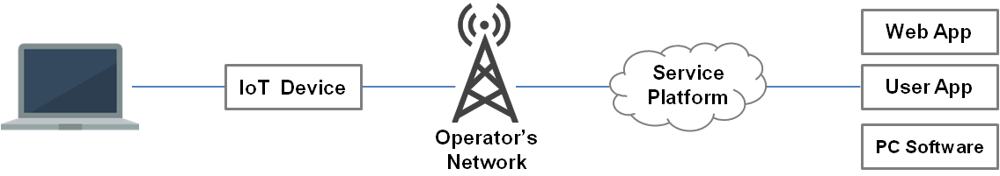 IoT Device
Operator's
Network
Service
Platform
Web App
User App
PC Software